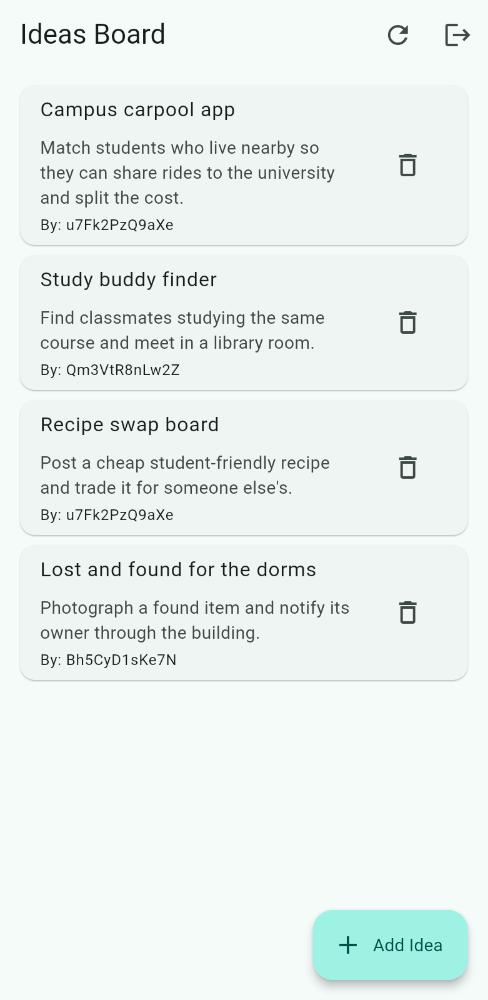 Ideas Board
Campus carpool app
Match students who live nearby so
they can share rides to the university
and split the cost.
By: u7Fk2PzQ9aXe
Study buddy finder
Find classmates studying the same
course and meet in a library room.
By: Qm3VtR8nLw2Z
Recipe swap board
Post a cheap student-friendly recipe
and trade it for someone else's.
By: u7Fk2PzQ9aXe
Lost and found for the dorms
Photograph a found item and notify its
owner through the building.
By: Bh5CyD1sKe7N
Add Idea